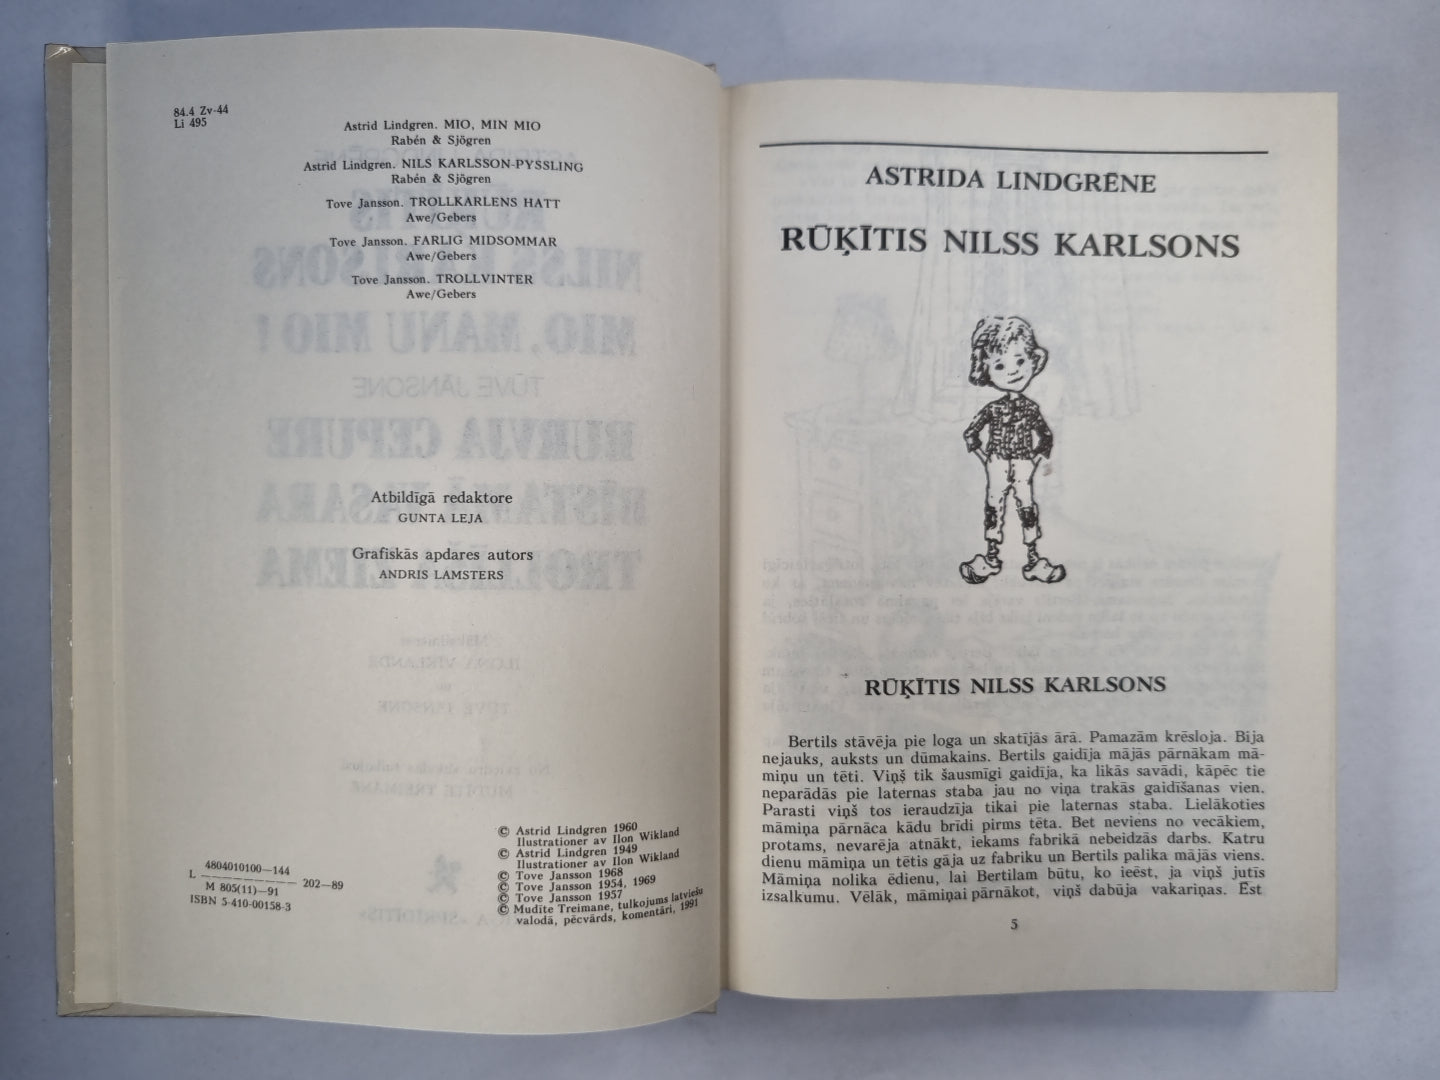 84.4 Zv-44
Li 495
Astrid Lindgren. MIO, MIN MIO
Rabén & Sjögren
Astrid Lindgren. NILS KARLSSON-PYSSLING
Rabén & Sjögren
Tove Jansson. TROLLKARLENS HATT
Awe/Gebers
Tove Jansson. FARLIG MIDSOMMAR
Awe/Gebers
Tove Jansson. TROLLVINTER
Awe/Gebers
Atbildīgā redaktore
GUNTA LEJA
Grafiskās apdares autors
ANDRIS LAMSTERS
L 4804010100—144
M 805(11)—91
202—89
ISBN 5-410-00158-3
© Astrid Lindgren 1960
Illustrationer av Ilon Wikland
© Astrid Lindgren 1949
Illustrationer av Ilon Wikland
© Tove Jansson 1968
© Tove Jansson 1954, 1969
© Tove Jansson 1957
© Mudīte Treimane, tulkojums latviešu
valodā, pēcvārds, komentāri, 1991
ASTRIDA LINDGRĒNE
RŪĶĪTIS NILSS KARLSONS
RŪĶĪTIS NILSS KARLSONS
Bertils stāvēja pie loga un skatījās ārā. Pamazām krēsloja. Bija
nejauks, auksts un dūmakains. Bertils gaidīja mājās pārnākam mā-
miņu un tēti. Viņš tik šausmīgi gaidīja, ka likās savādi, kāpēc tie
neparādās pie laternas staba jau no viņa trakās gaidīšanas vien.
Parasti viņš tos ieraudzīja tikai pie laternas staba. Lielākoties
māmiņa pārnāca kādu brīdi pirms tēta. Bet neviens no vecākiem,
protams, nevarēja atnākt, iekams fabrikā nebeidzās darbs. Katru
dienu māmiņa un tētis gāja uz fabriku un Bertils palika mājās viens.
Māmiņa nolika ēdienu, lai Bertilam būtu, ko ieēst, ja viņš jutīs
izsalkumu. Vēlāk, māmiņai pārnākot, viņš dabūja vakariņas. Ēst
5